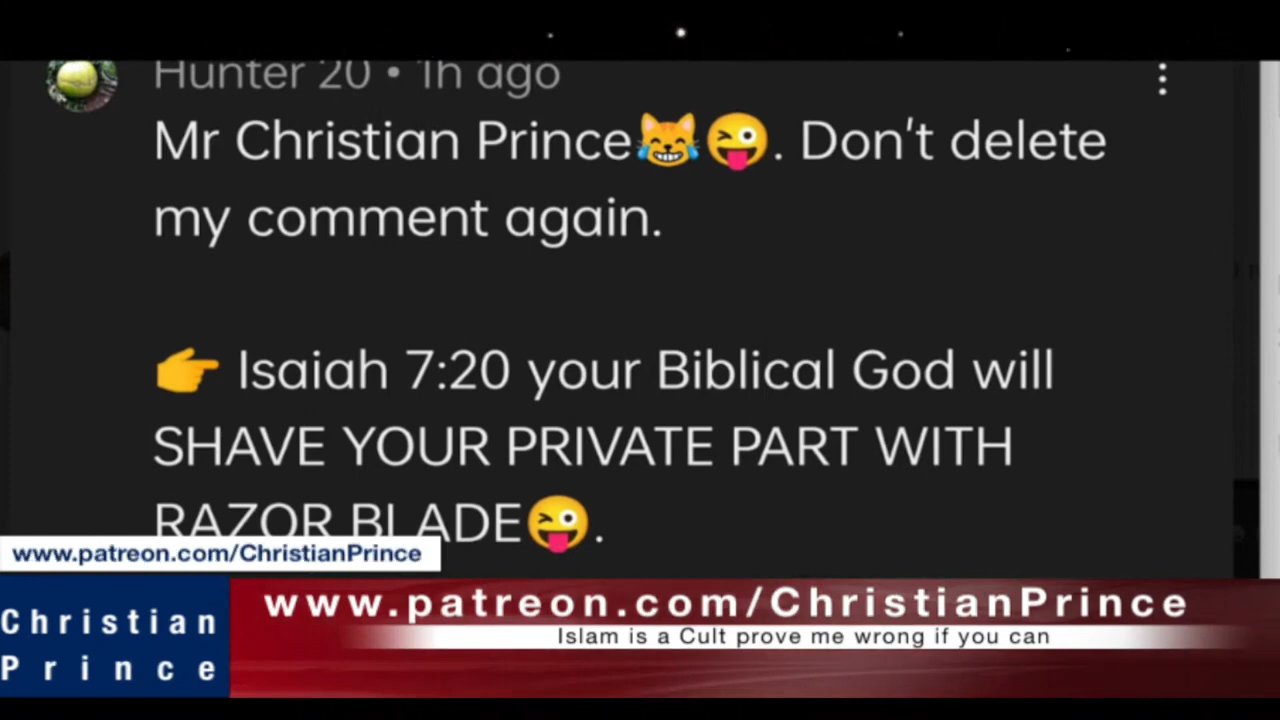 Hunter 20 • 1h ago
Mr Christian Prince😹😜. Don't delete
my comment again.
👉 Isaiah 7:20 your Biblical God will
SHAVE YOUR PRIVATE PART WITH
RAZOR BLADE😜.
www.patreon.com/ChristianPrince
www.patreon.com/ChristianPrince
Islam is a Cult prove me wrong if you can
Christian
Prince